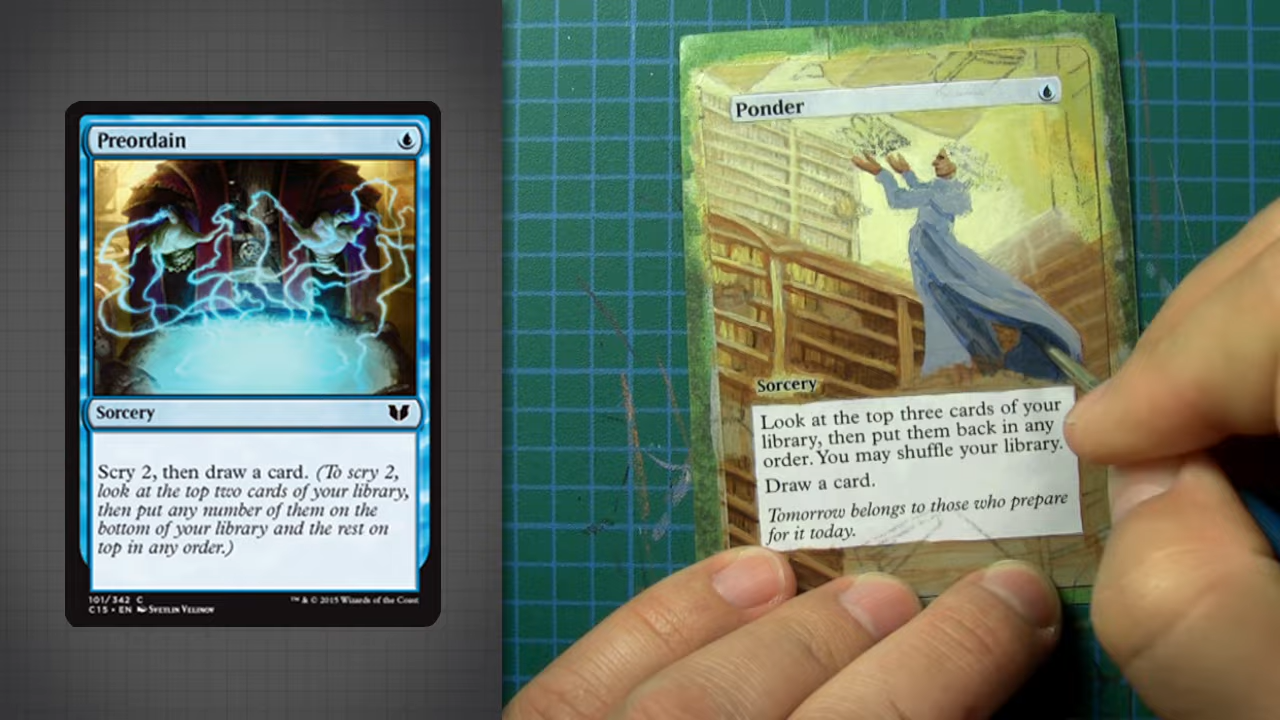 Preordain
Sorcery
Scry 2, then draw a card. (To scry 2,
look at the top two cards of your library,
then put any number of them on the
bottom of your library and the rest on
top in any order.)
101/342 C
C15 • EN Svetlin Velinov
™ & © 2015 Wizards of the Coast
Ponder
Sorcery
Look at the top three cards of your
library, then put them back in any
order. You may shuffle your library.
Draw a card.
Tomorrow belongs to those who prepare
for it today.